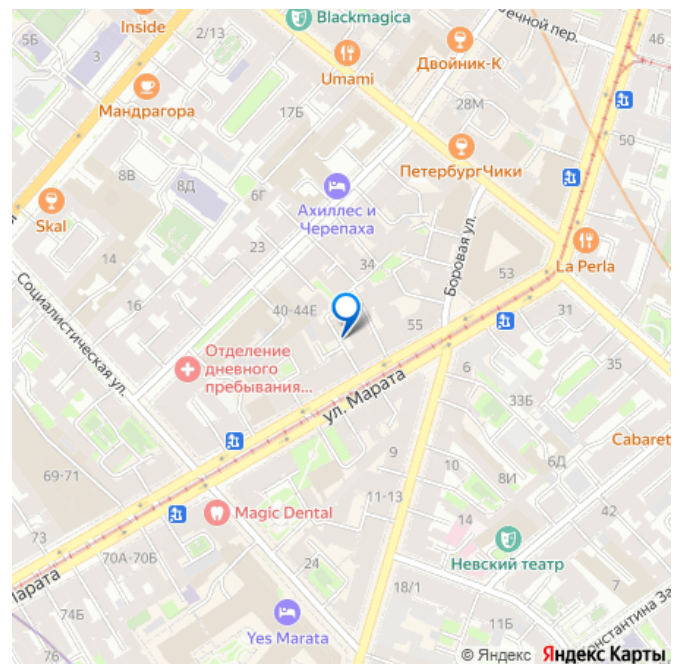 Blackmagica
Inside
2/13
ечной пер.
46
5Б
3
Umami
Двойник-К
Мандрагора
17Б
28М
50
ПетербургЧики
8В
8Д
6Г
Ахиллес и
Черепаха
Skal
23
34
Боровая ул.
La Perla
14
53
16
Социалистическая ул.
40-44Е
55
31
Отделение
дневного
пребывания...
6
35
ул. Марата
33Б
9
Cabaret
69-71
10
6Д
8И
11-13
42
73
Magic Dental
14
70А-70Б
Невский театр
24
18/1
7
Марата
74Б
Yes Marata
11Б
онстантина За
76
© Яндекс Яндекс Карты